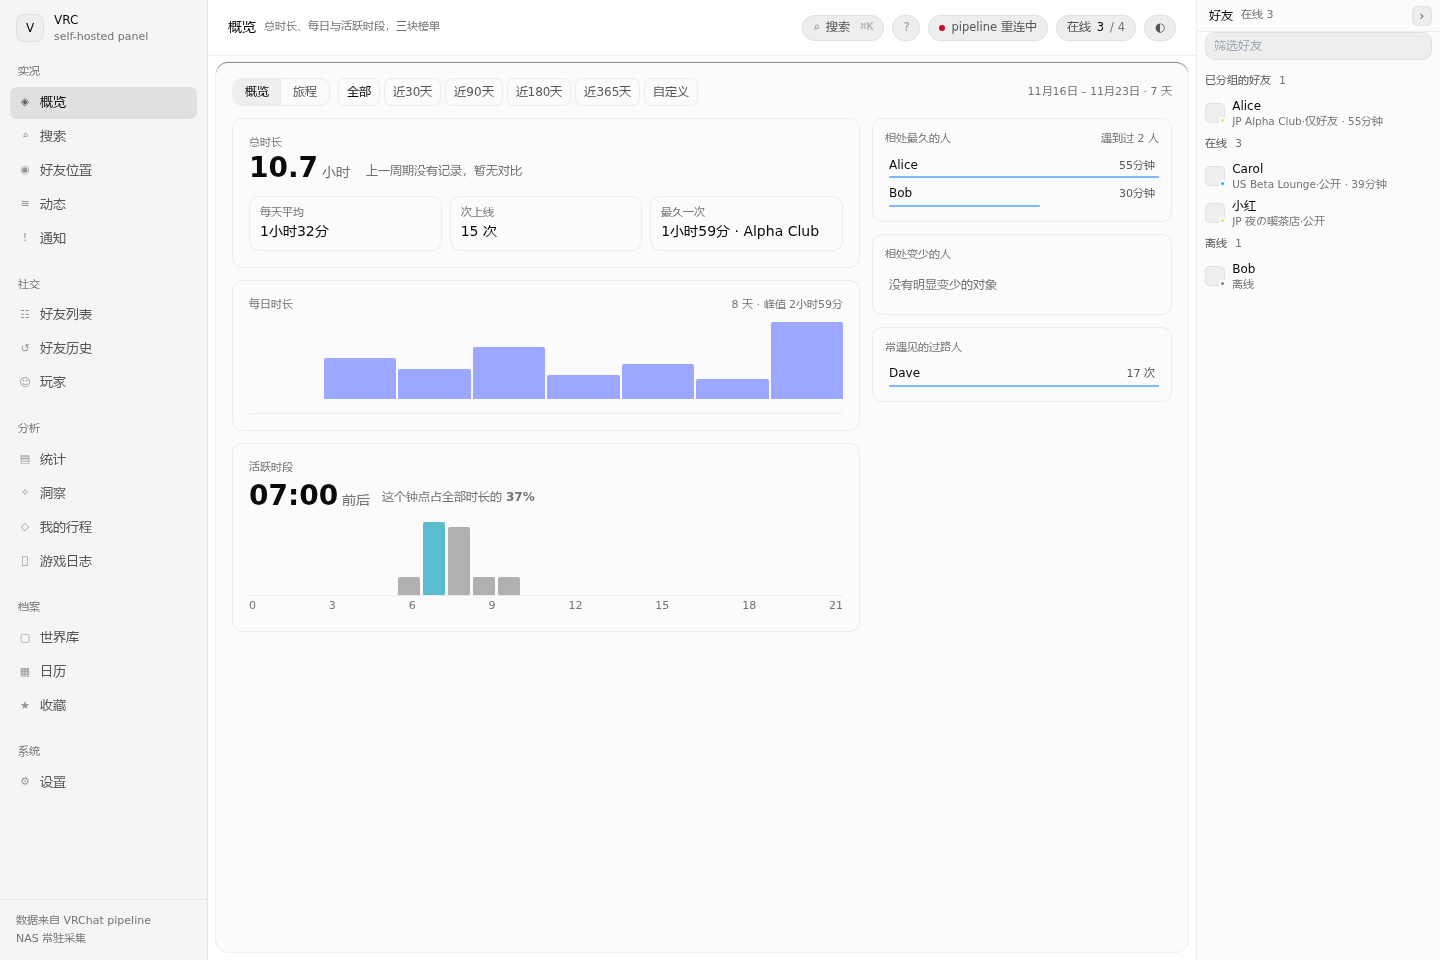 V
VRC
self-hosted panel
实况
概览
搜索
好友位置
动态
通知
社交
好友列表
好友历史
玩家
分析
统计
洞察
我的行程
游戏日志
档案
世界库
日历
收藏
系统
设置
数据来自 VRChat pipeline
NAS 常驻采集
概览 总时长、每日与活跃时段，三块榜单
搜索 ⌘K
?
pipeline 重连中
在线 3 / 4
概览 旅程 全部 近30天 近90天 近180天 近365天 自定义
11月16日 – 11月23日 · 7 天
总时长
10.7 小时 上一周期没有记录，暂无对比
每天平均
1小时32分
次上线
15 次
最久一次
1小时59分 · Alpha Club
每日时长
8 天 · 峰值 2小时59分
活跃时段
07:00 前后 这个钟点占全部时长的 37%
0 3 6 9 12 15 18 21
相处最久的人 遇到过 2 人
Alice 55分钟
Bob 30分钟
相处变少的人
没有明显变少的对象
常遇见的过路人
Dave 17 次
好友 在线 3
›
筛选好友
已分组的好友 1
Alice
JP Alpha Club·仅好友 · 55分钟
在线 3
Carol
US Beta Lounge·公开 · 39分钟
小红
JP 夜の喫茶店·公开
离线 1
Bob
离线